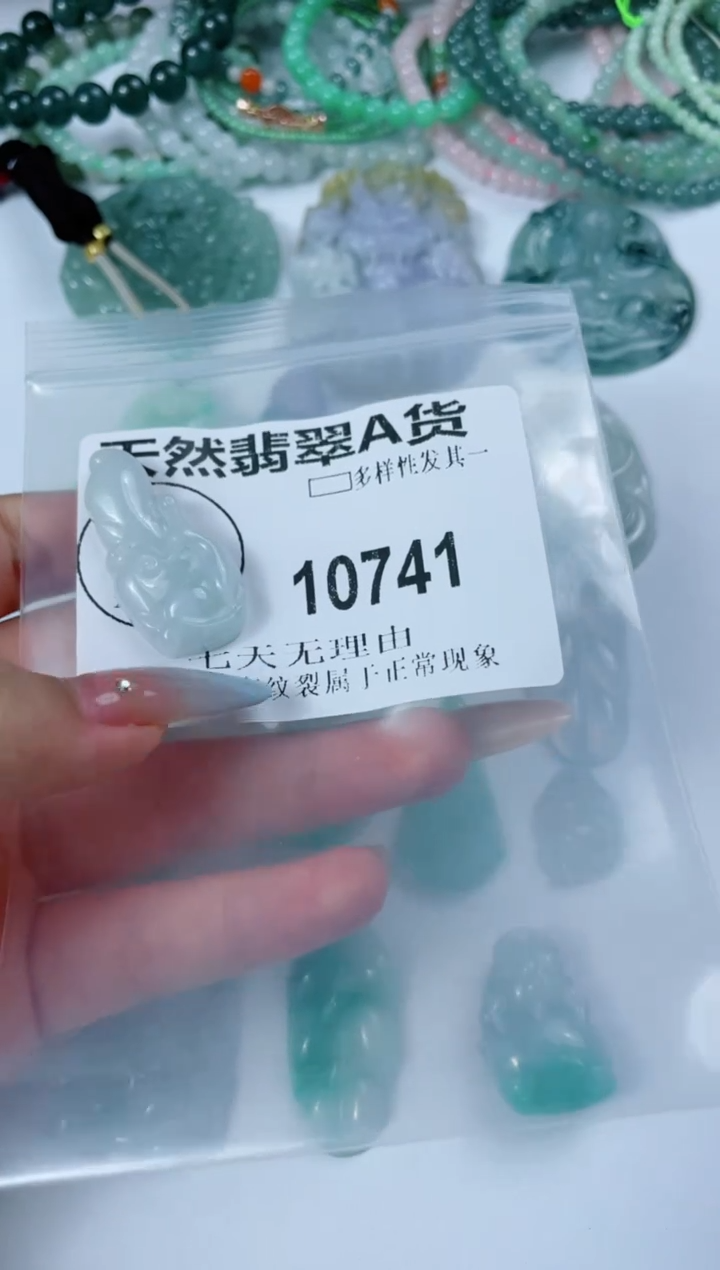 天然翡翠A货
多样性发其一
10741
七天无理由
纹裂属于正常现象